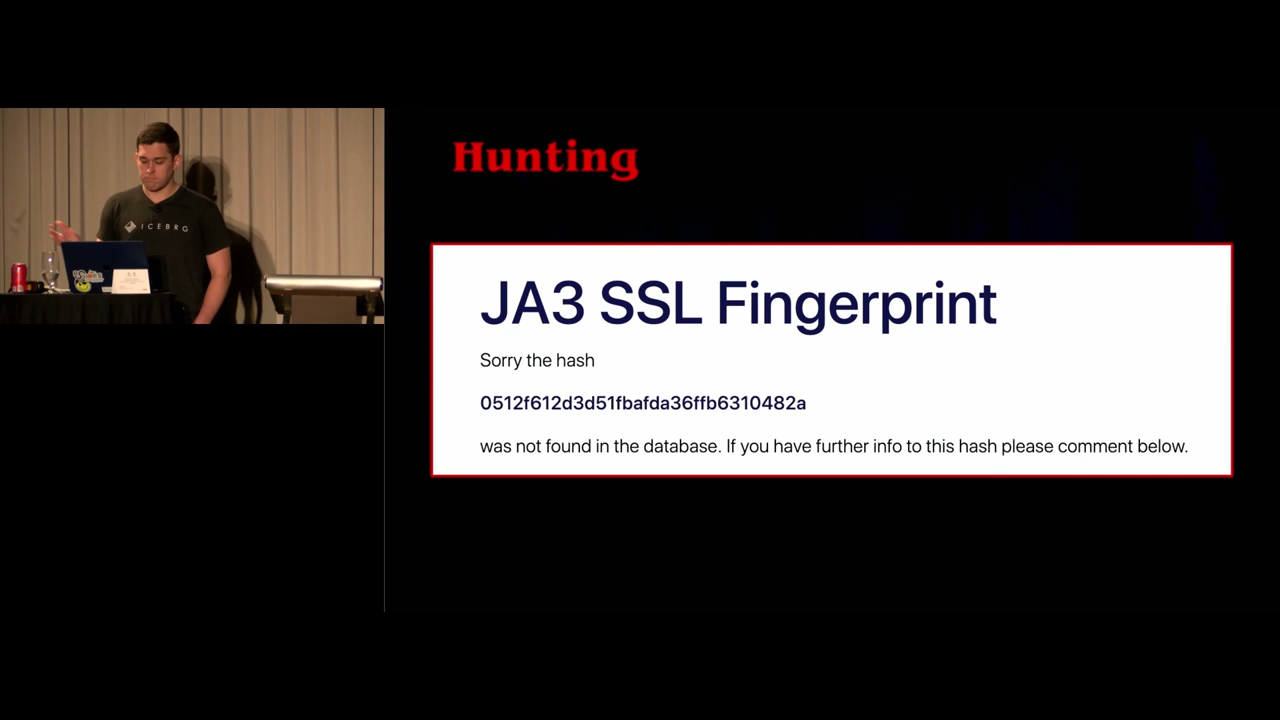 Hunting
ICEBRG
JA3 SSL Fingerprint
Sorry the hash
0512f612d3d51fbafda36ffb6310482a
was not found in the database. If you have further info to this hash please comment below.